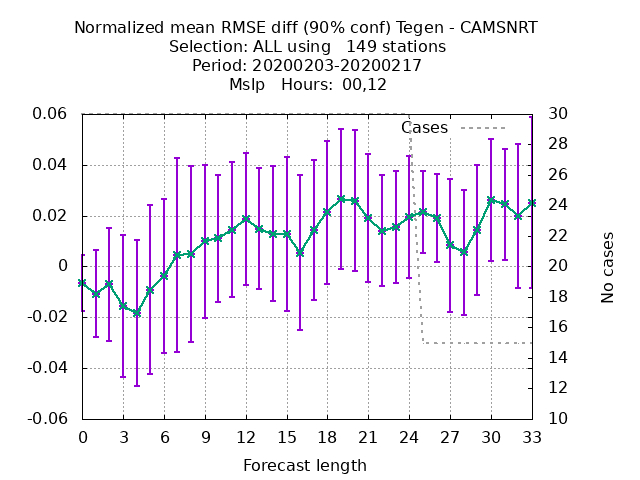 Normalized mean RMSE diff (90% conf) Tegen - CAMSNRT
Selection: ALL using   149 stations
Period: 20200203-20200217
Mslp   Hours: 00,12
Cases
0.06
0.04
0.02
0
-0.02
-0.04
-0.06
30
28
26
24
22
20
18
16
14
12
10
No cases
0 3 6 9 12 15 18 21 24 27 30 33
Forecast length